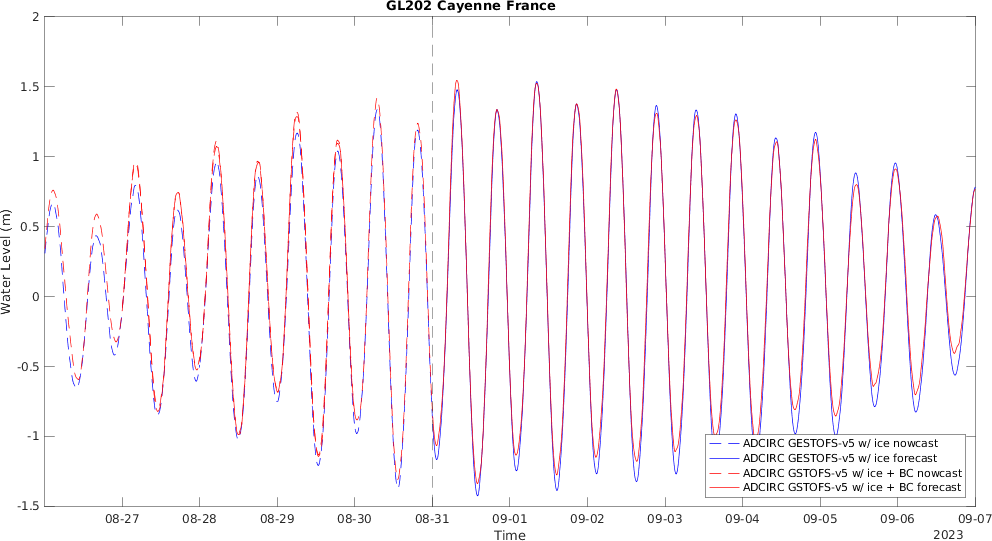 GL202 Cayenne France
Water Level (m)
2
1.5
1
0.5
0
-0.5
-1
-1.5
ADCIRC GESTOFS-v5 w/ ice nowcast
ADCIRC GESTOFS-v5 w/ ice forecast
ADCIRC GSTOFS-v5 w/ ice + BC nowcast
ADCIRC GSTOFS-v5 w/ ice + BC forecast
08-27 08-28 08-29 08-30 08-31 09-01 09-02 09-03 09-04 09-05 09-06 09-07
Time
2023